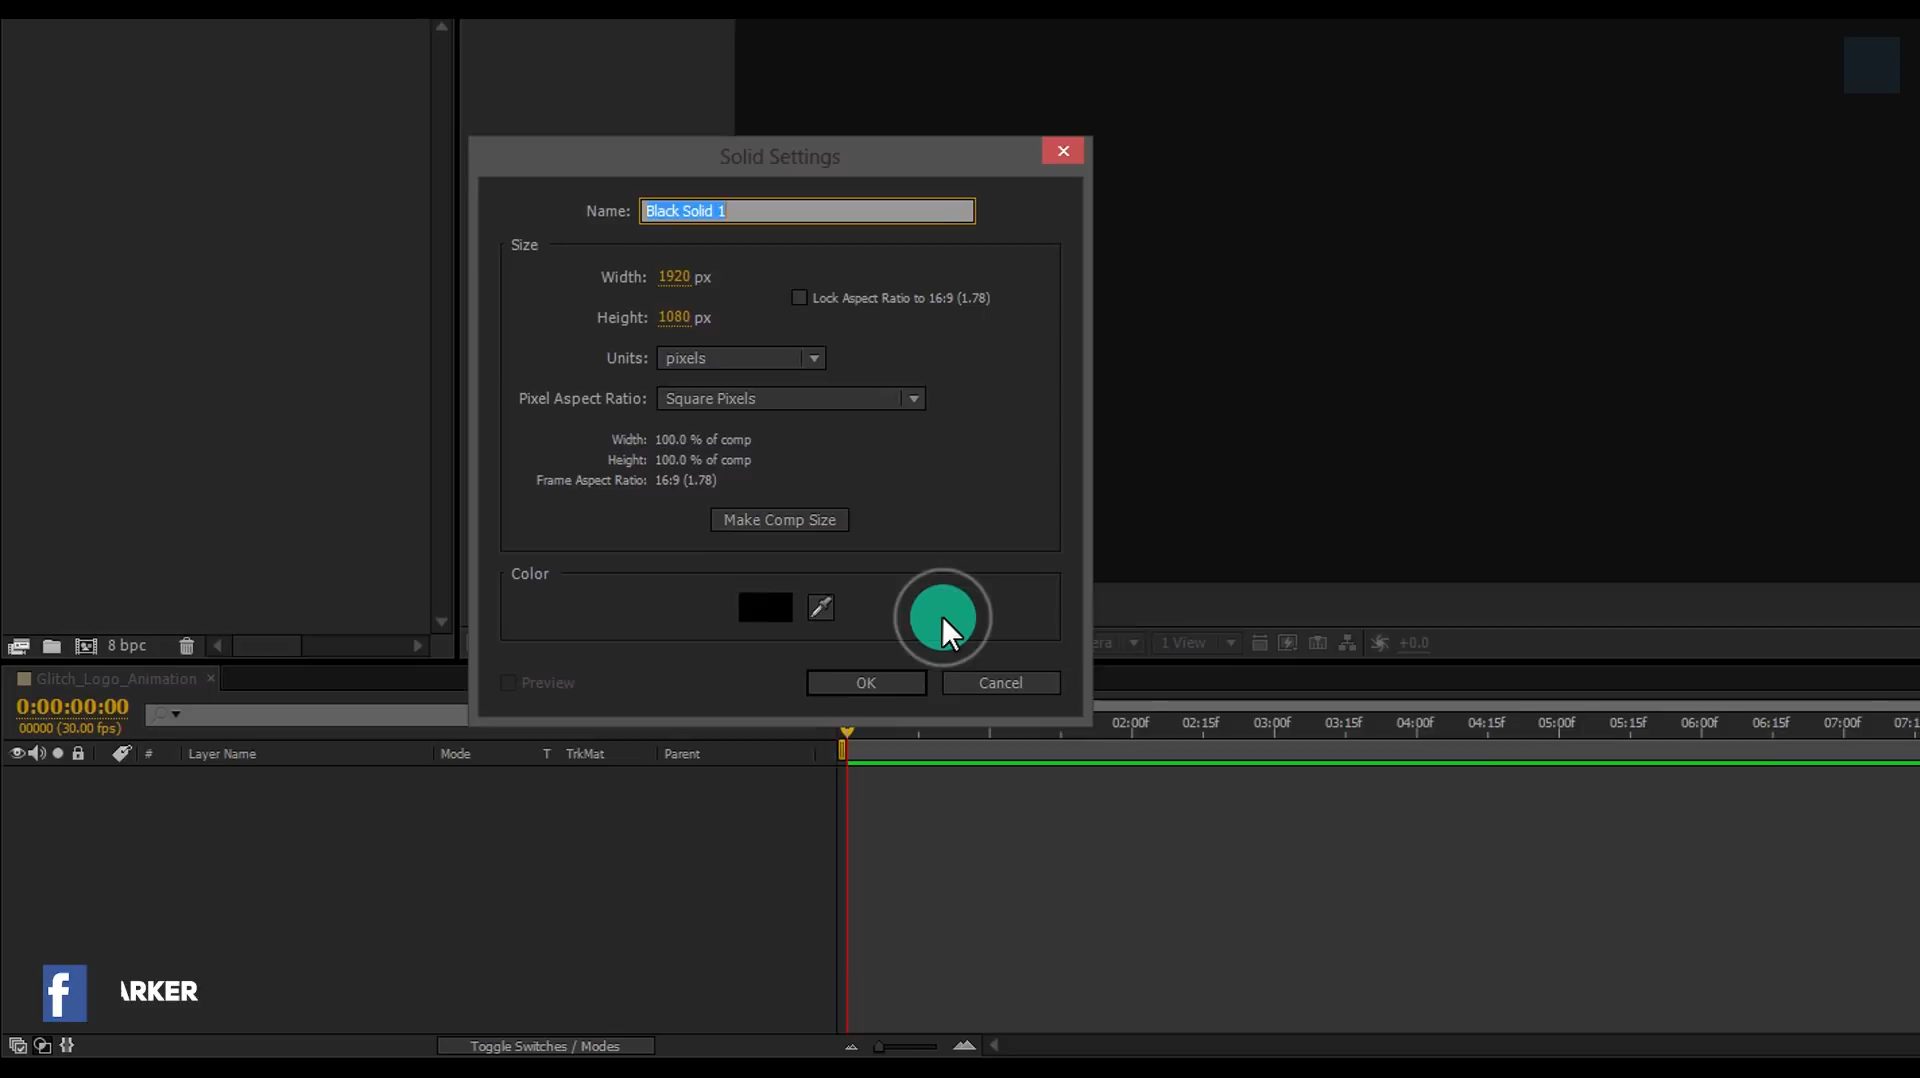 Solid Settings
Name: Black Solid 1
Size
Width: 1920 px
Lock Aspect Ratio to 16:9 (1.78)
Height: 1080 px
Units: pixels
Pixel Aspect Ratio: Square Pixels
Width: 100.0 % of comp
Height: 100.0 % of comp
Frame Aspect Ratio: 16:9 (1.78)
Make Comp Size
Color
Preview
OK
Cancel
8 bpc
1 View
+0.0
Glitch_Logo_Animation
0:00:00:00
00000 (30.00 fps)
02:00f 02:15f 03:00f 03:15f 04:00f 04:15f 05:00f 05:15f 06:00f 06:15f 07:00f
# Layer Name Mode T TrkMat Parent
f ARKER
Toggle Switches / Modes